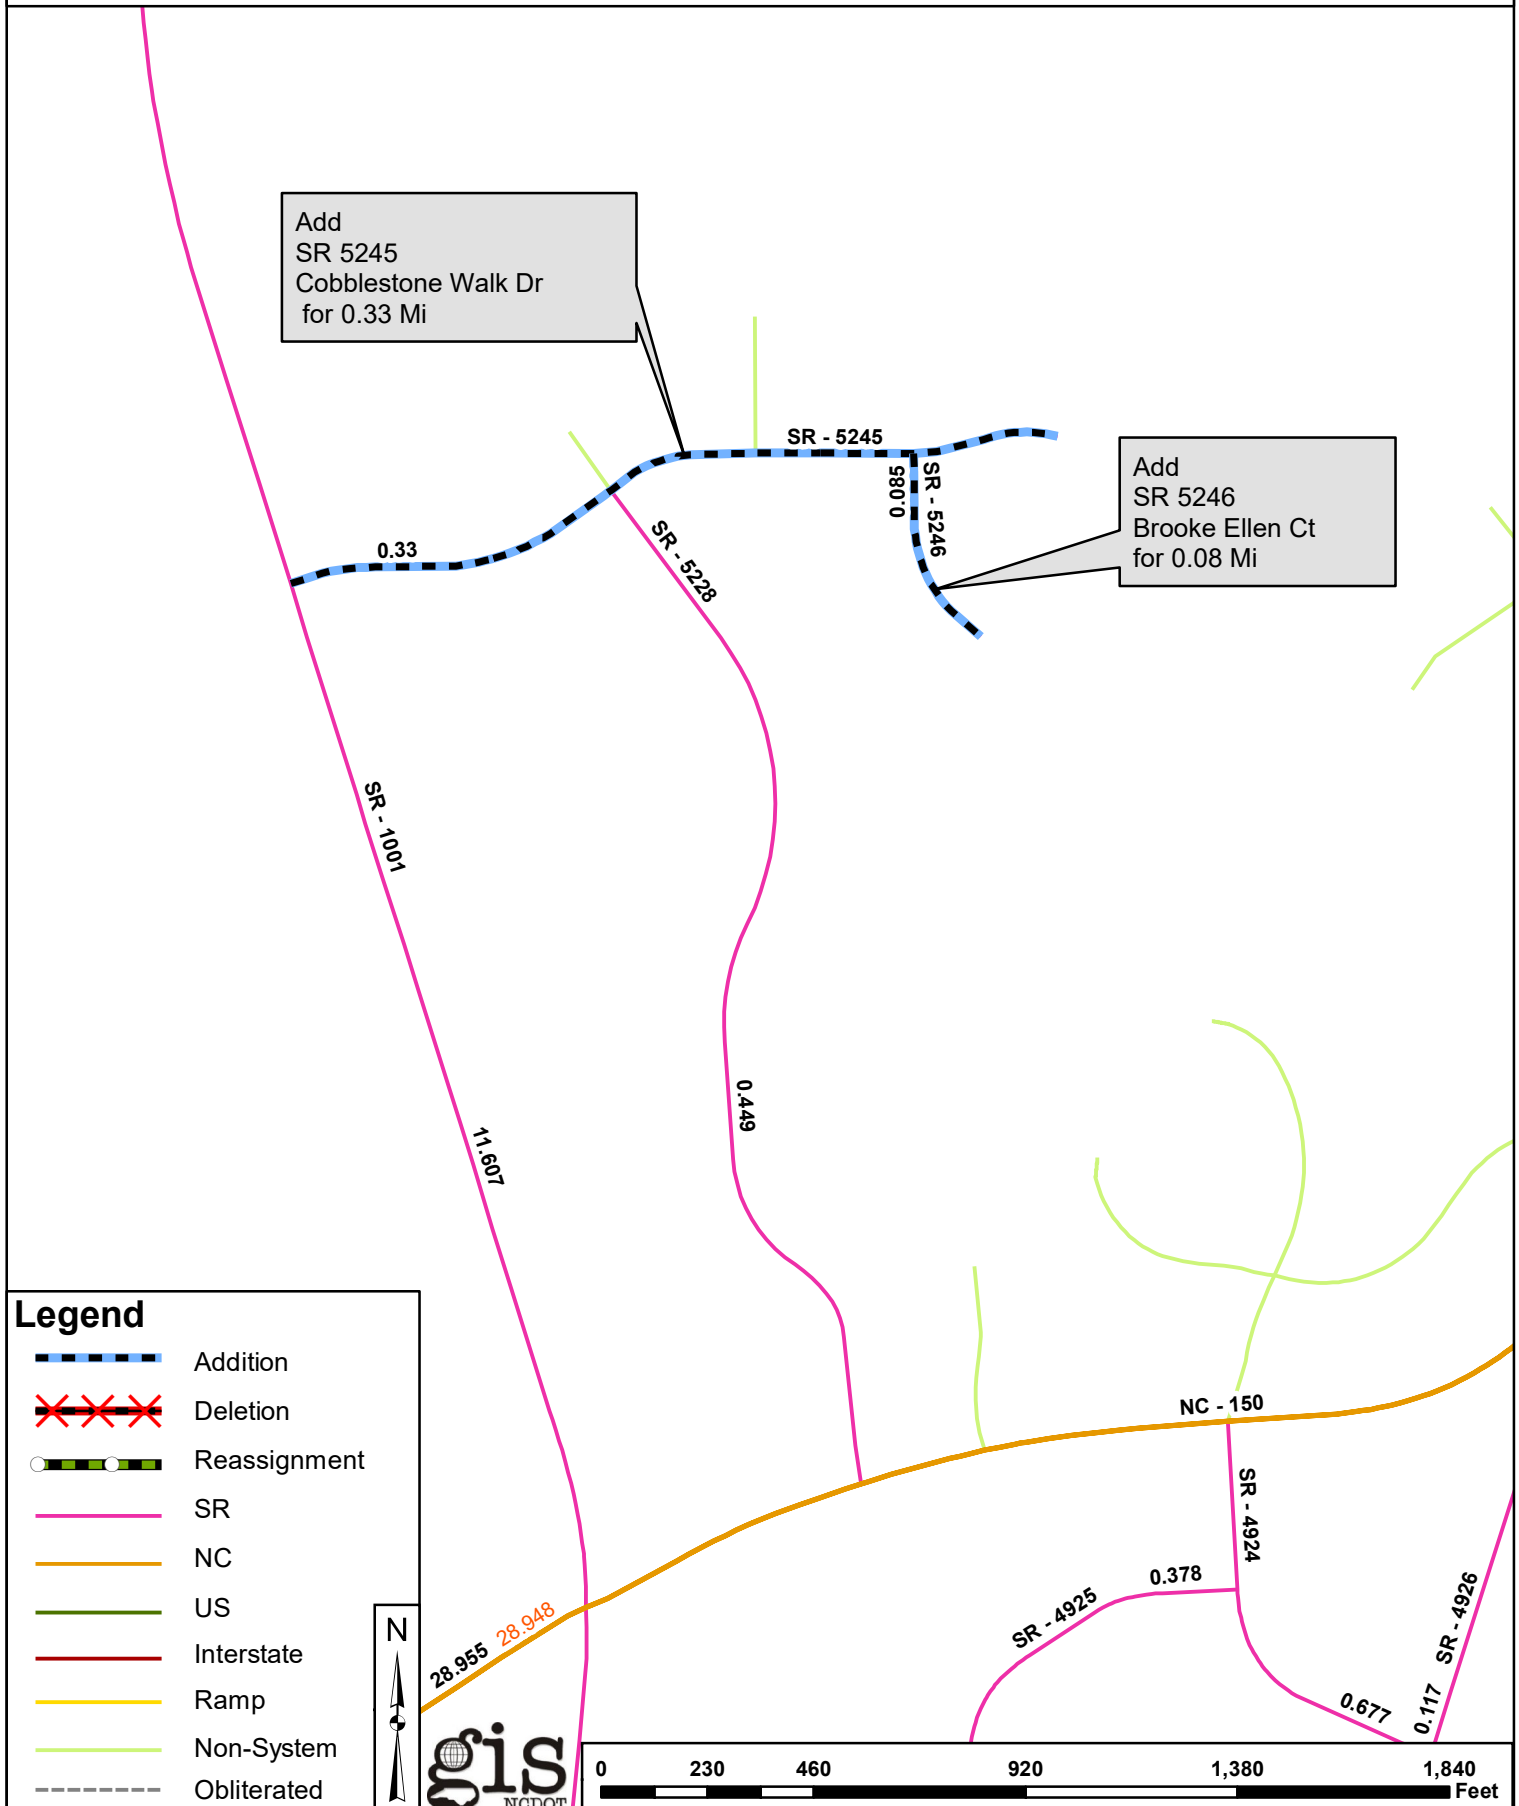 Add
SR 5245
Cobblestone Walk Dr
for 0.33 Mi
SR - 5245
0.085
SR - 5246
Add
SR 5246
Brooke Ellen Ct
for 0.08 Mi
0.33
SR - 5228
SR - 1001
0.449
11.607
NC - 150
SR - 4924
0.378
SR - 4925
SR - 4926
0.117
0.677
28.948
28.955
Legend
Addition
Deletion
Reassignment
SR
NC
US
Interstate
Ramp
Non-System
Obliterated
N
gis
NCDOT
0 230 460 920 1,380 1,840
Feet